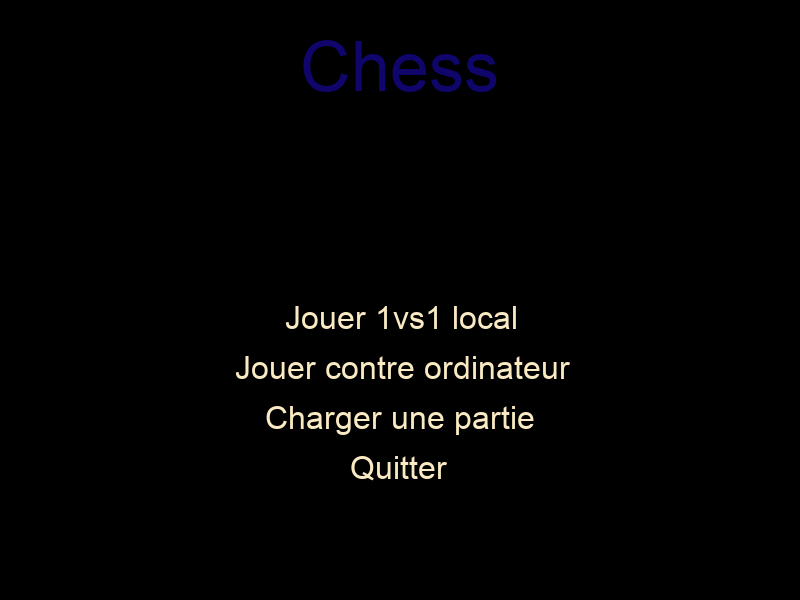 Chess
Jouer 1vs1 local
Jouer contre ordinateur
Charger une partie
Quitter